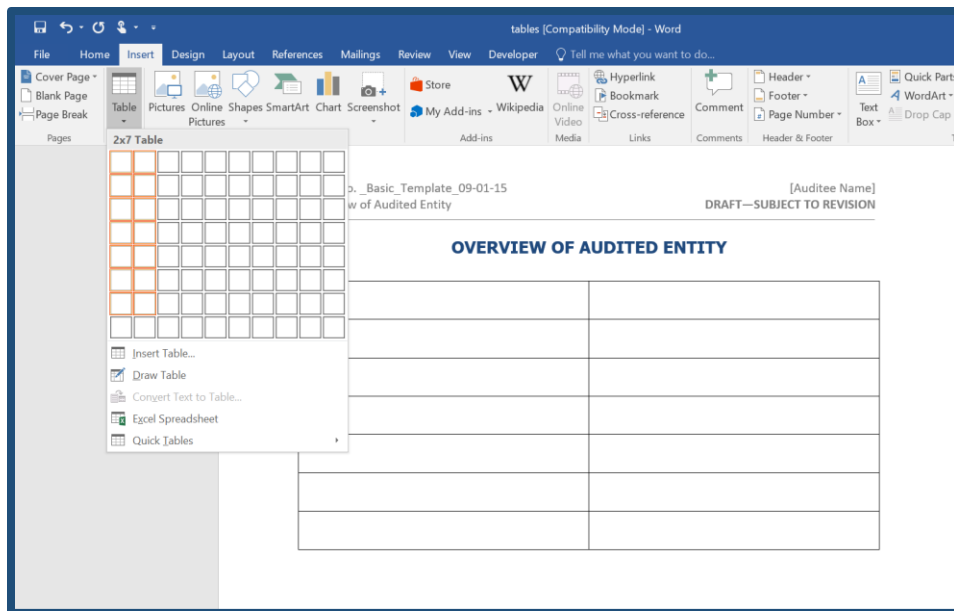 tables [Compatibility Mode] - Word
File Home Insert Design Layout References Mailings Review View Developer Tell me what you want to do...
Cover Page
Blank Page
Page Break
Pages
Table
Pictures
Online Pictures
Shapes
SmartArt
Chart
Screenshot
Store
My Add-ins
W
Wikipedia
Add-ins
Online Video
Media
Hyperlink
Bookmark
Cross-reference
Links
Comment
Comments
Header
Footer
Page Number
Header & Footer
A
Text Box
Quick Parts
WordArt
Drop Cap
2x7 Table
Insert Table...
Draw Table
Convert Text to Table...
Excel Spreadsheet
Quick Tables
_Basic_Template_09-01-15 [Auditee Name]
of Audited Entity DRAFT—SUBJECT TO REVISION
OVERVIEW OF AUDITED ENTITY